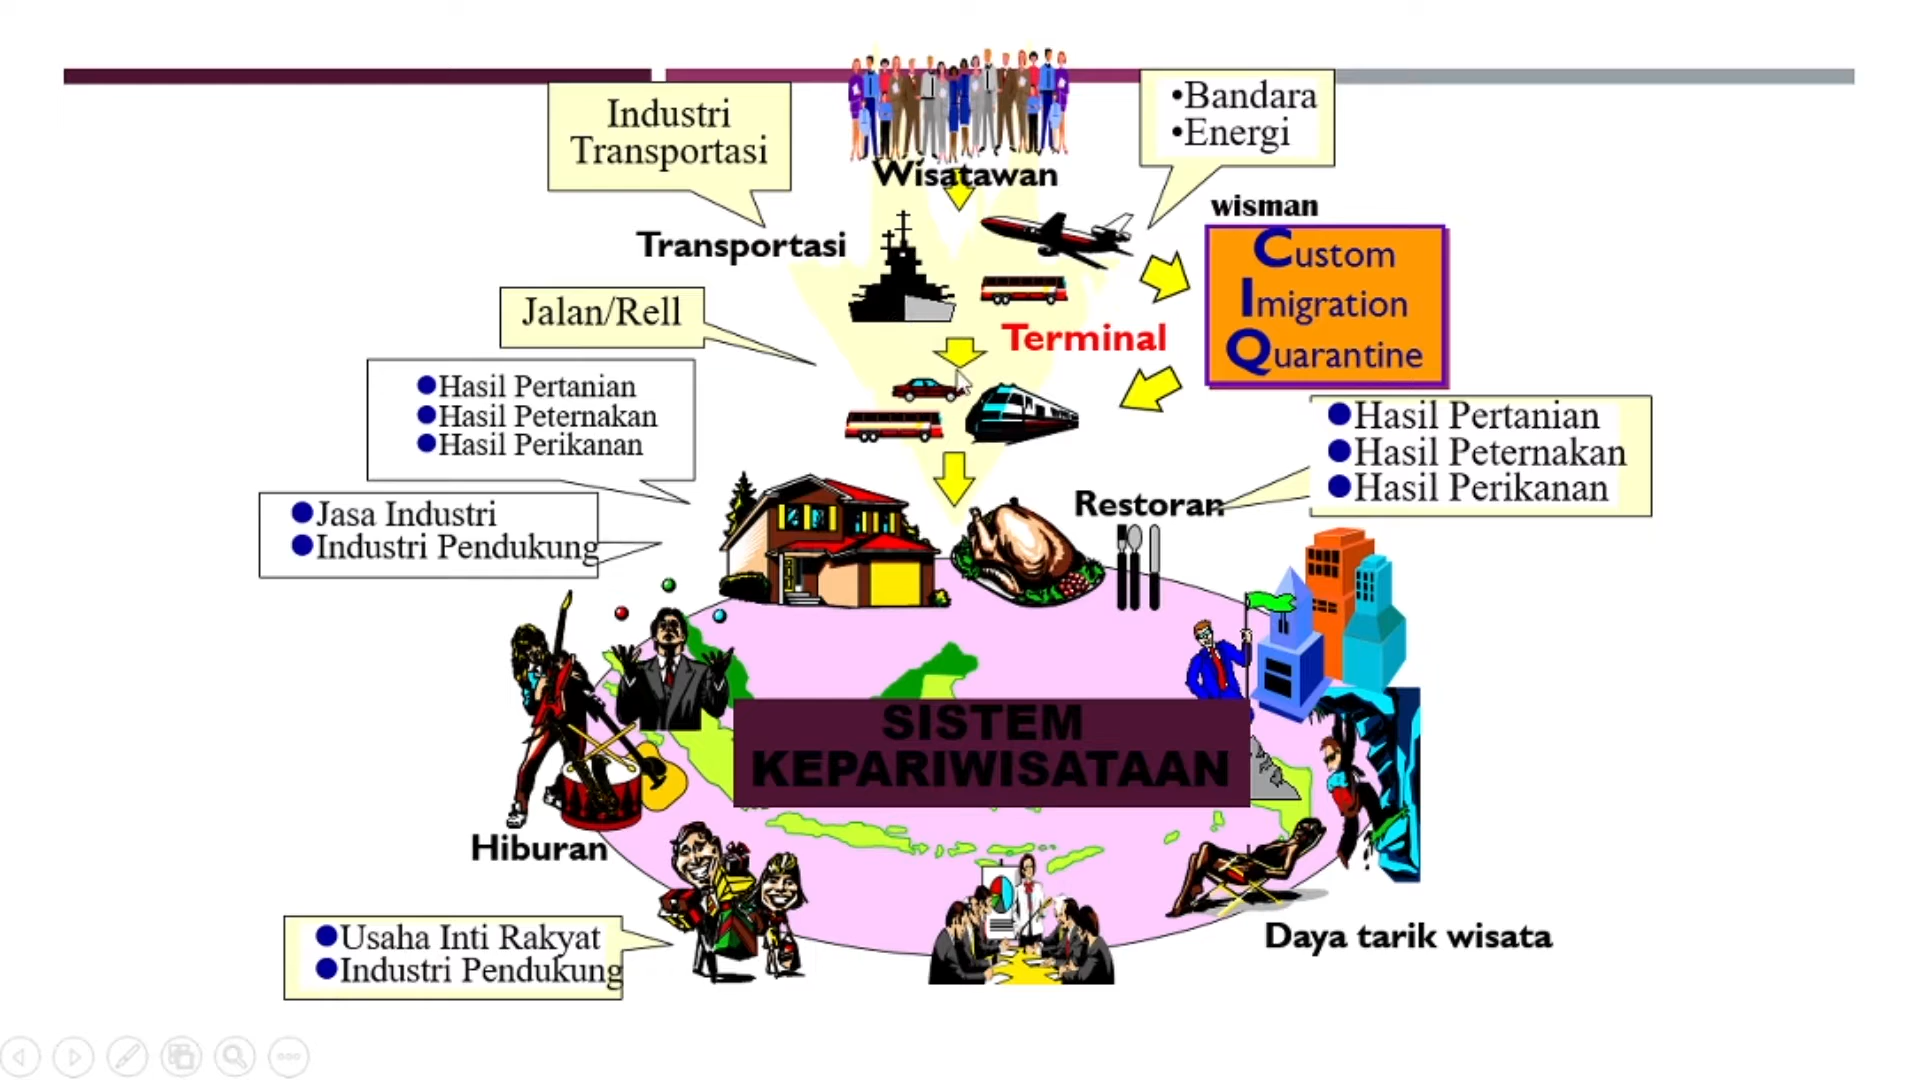 Industri
Transportasi
•Bandara
•Energi
Wisatawan
wisman
Transportasi
Custom
Imigration
Quarantine
Jalan/Rell
Terminal
●Hasil Pertanian
●Hasil Peternakan
●Hasil Perikanan
●Hasil Pertanian
●Hasil Peternakan
●Hasil Perikanan
Restoran
●Jasa Industri
●Industri Pendukung
SISTEM
KEPARIWISATAAN
Hiburan
●Usaha Inti Rakyat
●Industri Pendukung
Daya tarik wisata